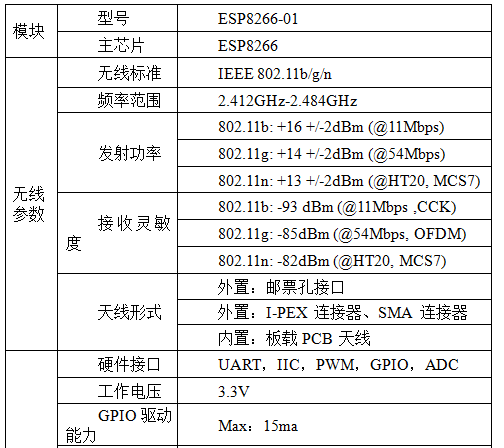 模块 型号 ESP8266-01
主芯片 ESP8266
无线参数 无线标准 IEEE 802.11b/g/n
频率范围 2.412GHz-2.484GHz
发射功率 802.11b: +16 +/-2dBm (@11Mbps)
802.11g: +14 +/-2dBm (@54Mbps)
802.11n: +13 +/-2dBm (@HT20, MCS7)
接收灵敏度 802.11b: -93 dBm (@11Mbps ,CCK)
802.11g: -85dBm (@54Mbps, OFDM)
802.11n: -82dBm (@HT20, MCS7)
天线形式 外置：邮票孔接口
外置：I-PEX 连接器、SMA 连接器
内置：板载 PCB 天线
硬件接口 UART，IIC，PWM，GPIO，ADC
工作电压 3.3V
GPIO 驱动能力 Max：15ma